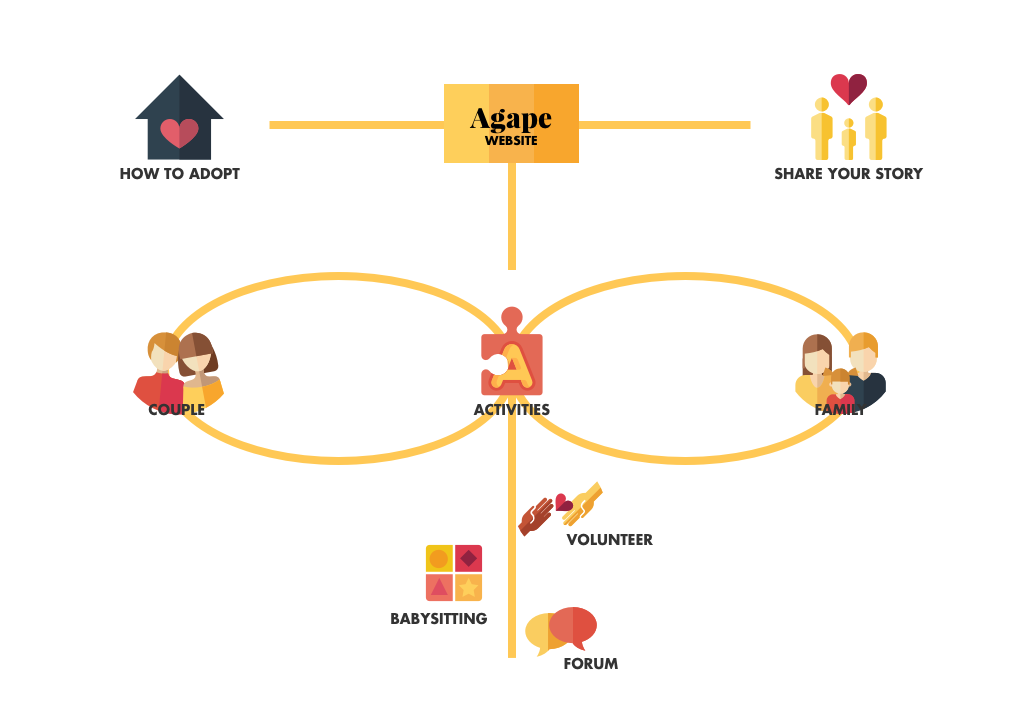 Agape
WEBSITE
HOW TO ADOPT
SHARE YOUR STORY
A
COUPLE
ACTIVITIES
FAMILY
VOLUNTEER
BABYSITTING
FORUM